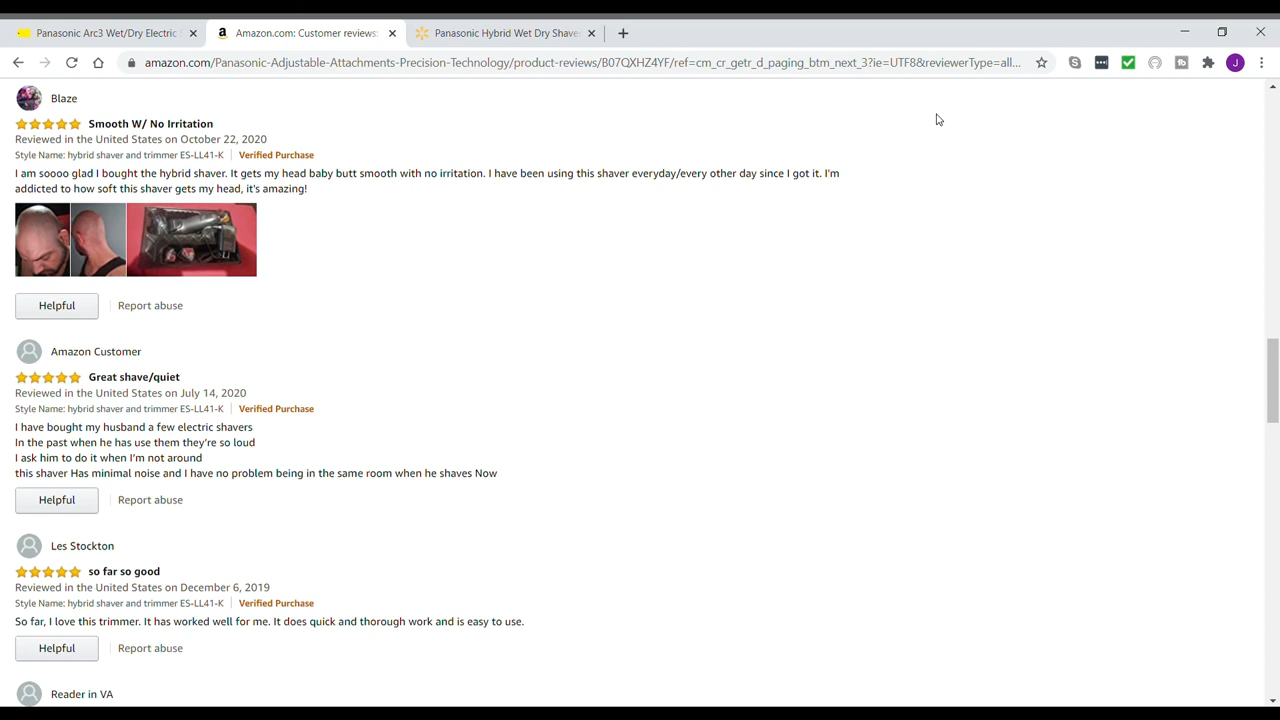 Panasonic Arc3 Wet/Dry Electric
Amazon.com: Customer reviews:
Panasonic Hybrid Wet Dry Shave
amazon.com/Panasonic-Adjustable-Attachments-Precision-Technology/product-reviews/B07QXHZ4YF/ref=cm_cr_getr_d_paging_btm_next_3?ie=UTF8&reviewerType=all...
J
Blaze
Smooth W/ No Irritation
Reviewed in the United States on October 22, 2020
Style Name: hybrid shaver and trimmer ES-LL41-K Verified Purchase
I am soooo glad I bought the hybrid shaver. It gets my head baby butt smooth with no irritation. I have been using this shaver everyday/every other day since I got it. I'm
addicted to how soft this shaver gets my head, it's amazing!
Helpful Report abuse
Amazon Customer
Great shave/quiet
Reviewed in the United States on July 14, 2020
Style Name: hybrid shaver and trimmer ES-LL41-K Verified Purchase
I have bought my husband a few electric shavers
In the past when he has use them they're so loud
I ask him to do it when I'm not around
this shaver Has minimal noise and I have no problem being in the same room when he shaves Now
Helpful Report abuse
Les Stockton
so far so good
Reviewed in the United States on December 6, 2019
Style Name: hybrid shaver and trimmer ES-LL41-K Verified Purchase
So far, I love this trimmer. It has worked well for me. It does quick and thorough work and is easy to use.
Helpful Report abuse
Reader in VA